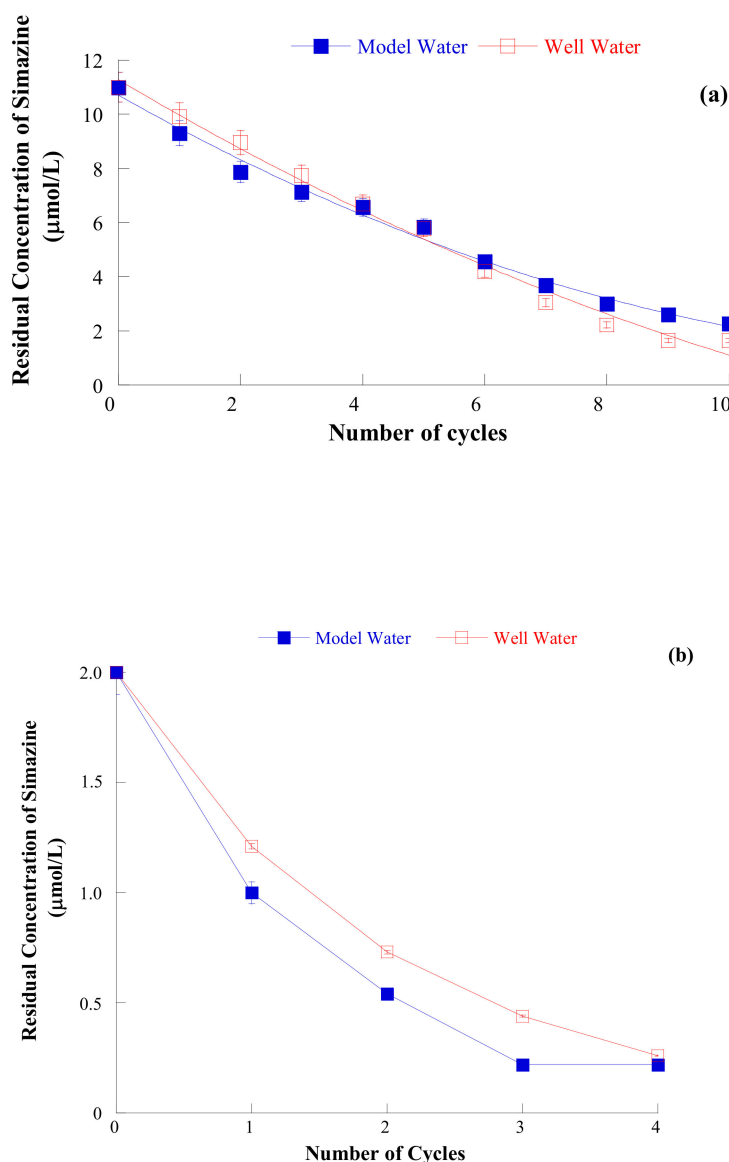 Model Water Well Water
(a)
Residual Concentration of Simazine
(μmol/L)
12
10
8
6
4
2
0
0 2 4 6 8 10
Number of cycles
Model Water Well Water
(b)
Residual Concentration of Simazine
(μmol/L)
2.0
1.5
1.0
0.5
0
0 1 2 3 4
Number of Cycles